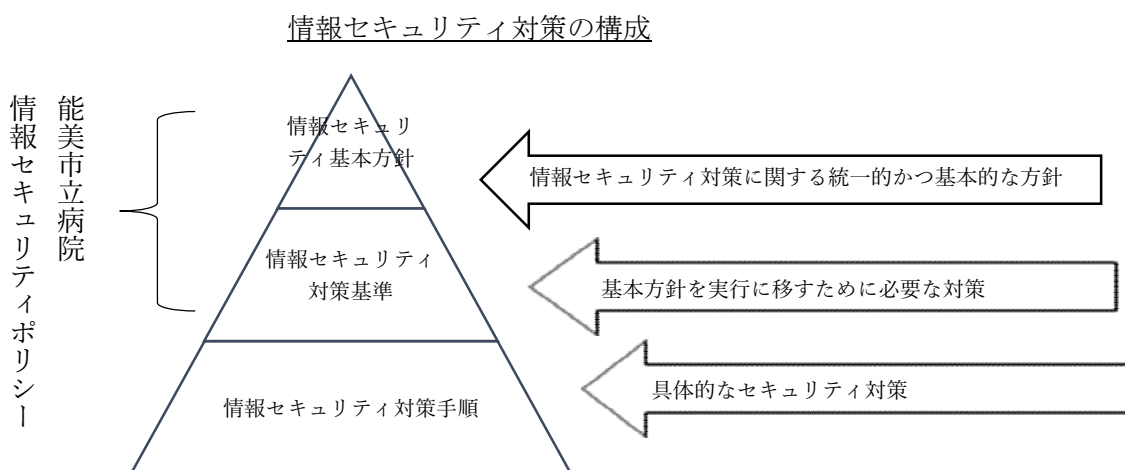 情報セキュリティ対策の構成
能美市立病院
情報セキュリティポリシー
情報セキュリ
ティ基本方針
情報セキュリティ対策に関する統一的かつ基本的な方針
情報セキュリティ
対策基準
基本方針を実行に移すために必要な対策
情報セキュリティ対策手順
具体的なセキュリティ対策